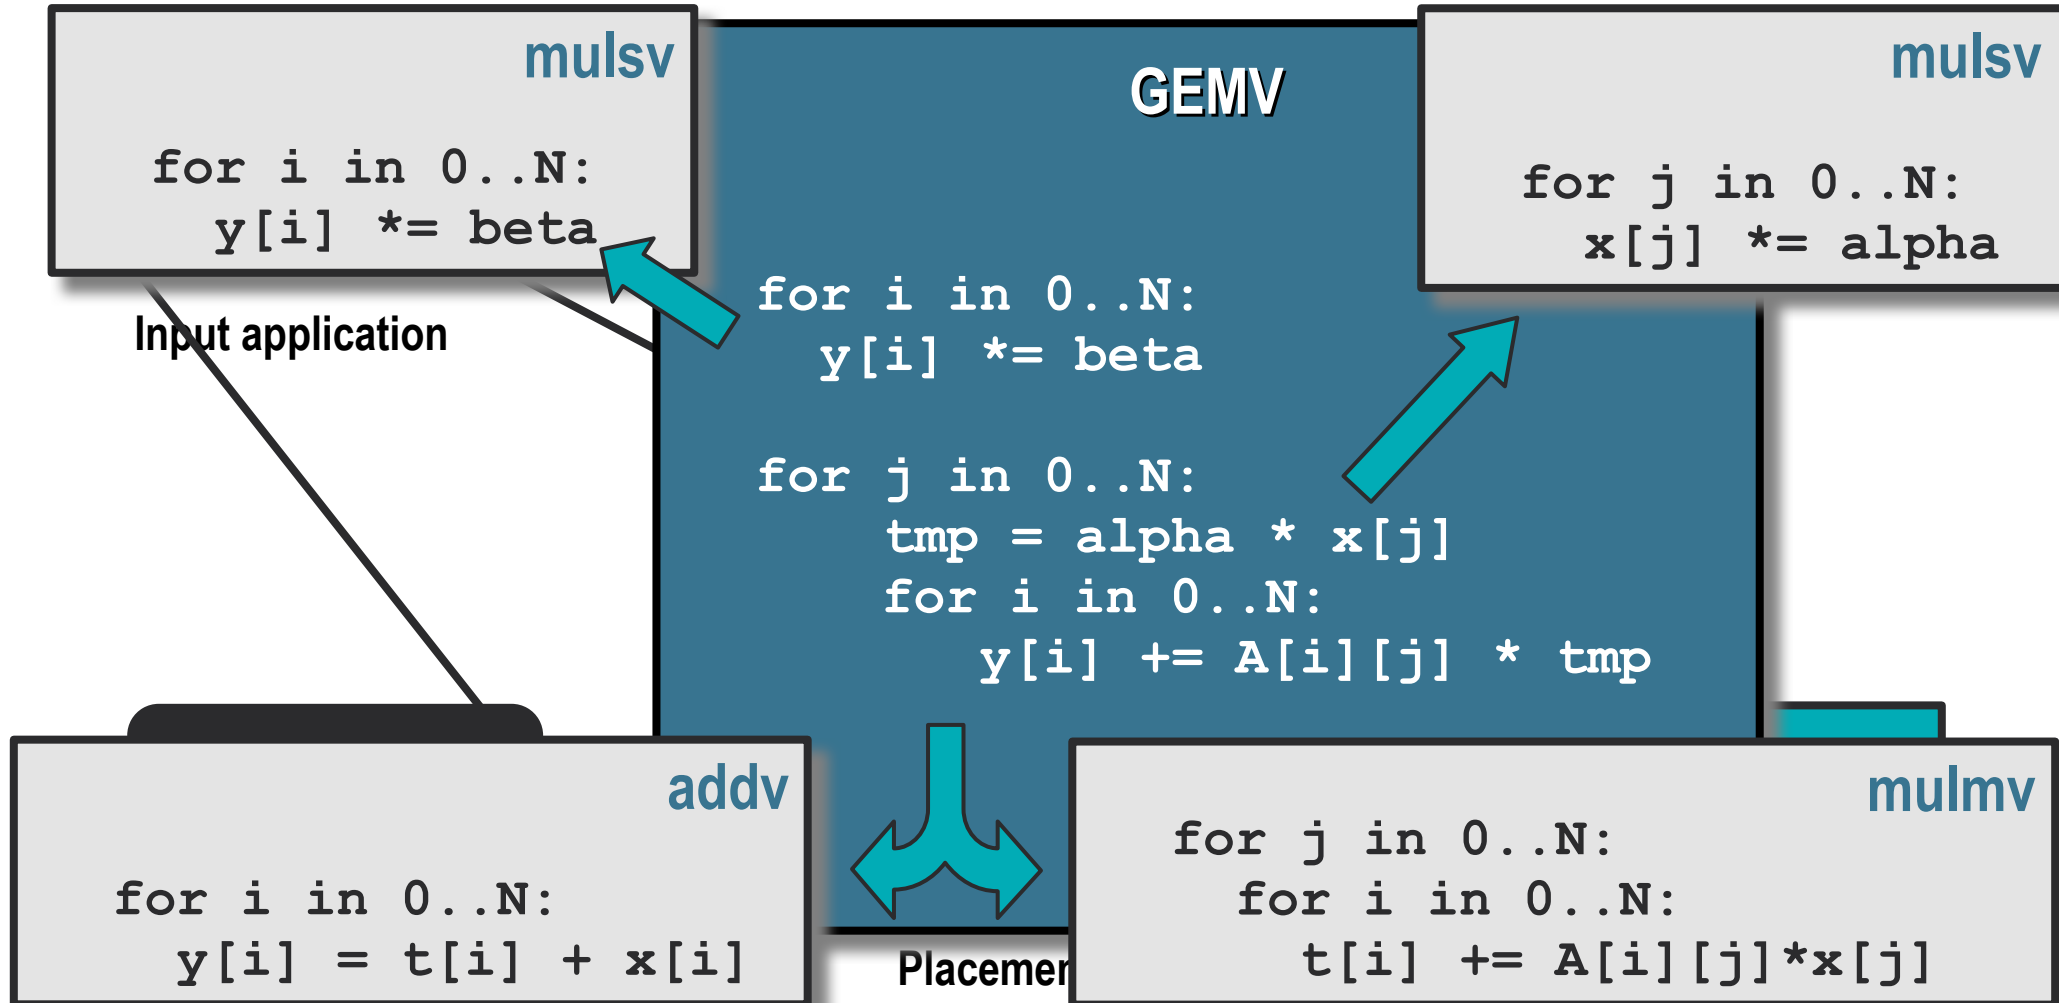 mulsv
for i in 0..N:
y[i] *= beta
GEMV
mulsv
for j in 0..N:
x[j] *= alpha
Input application
for i in 0..N:
y[i] *= beta
for j in 0..N:
tmp = alpha * x[j]
for i in 0..N:
y[i] += A[i][j] * tmp
addv
for i in 0..N:
y[i] = t[i] + x[i]
mulmv
for j in 0..N:
for i in 0..N:
t[i] += A[i][j]*x[j]